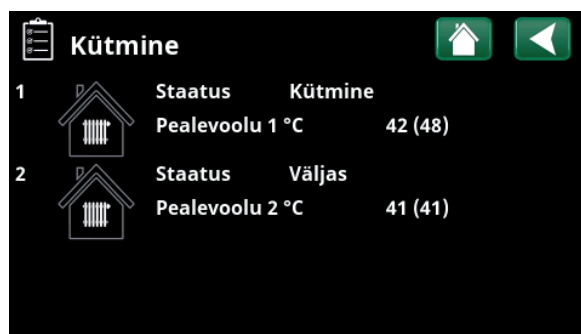 Kütmine
1 Staatus Kütmine
Pealevoolu 1 °C 42 (48)
2 Staatus Väljas
Pealevoolu 2 °C 41 (41)